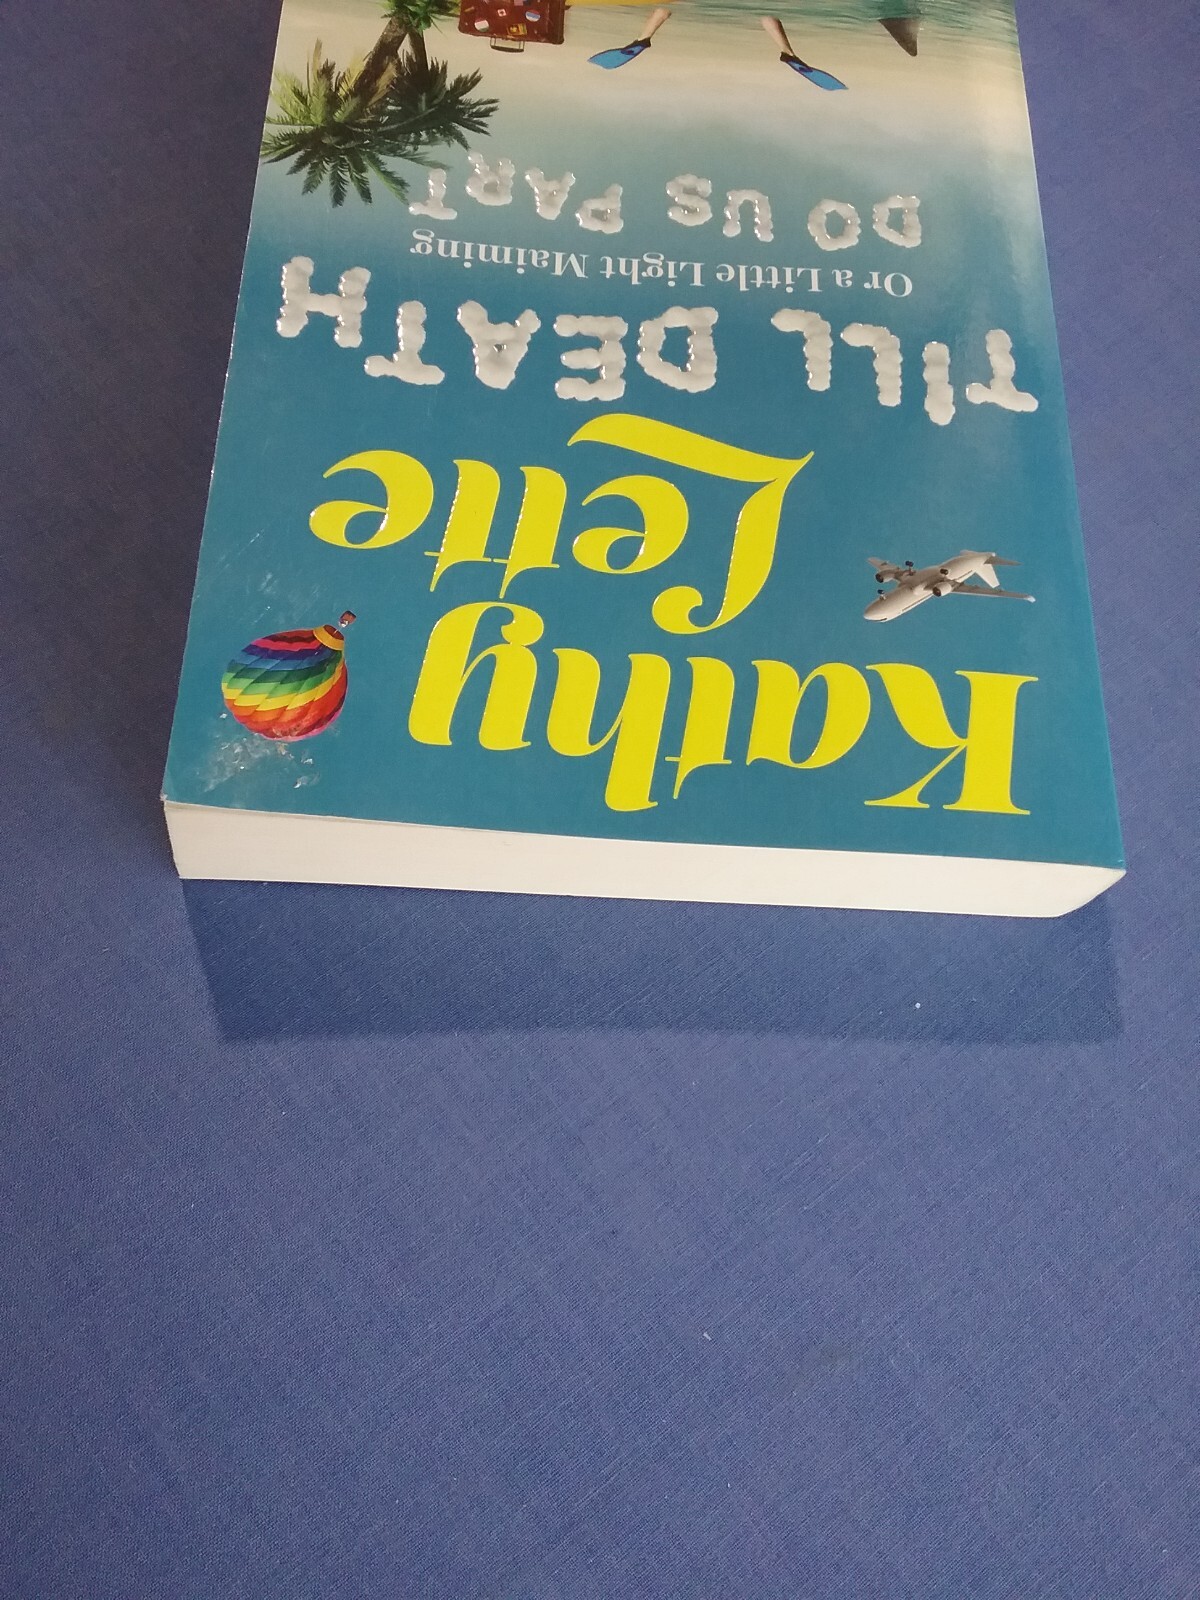 Kathy
Lette
TILL DEATH
Or a Little Light Maiming
DO US PART